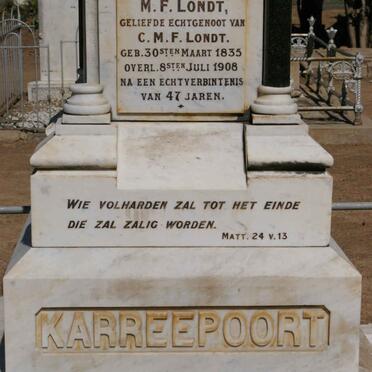 M.F. LONDT,
GELIEFDE ECHTGENOOT VAN
C.M.F. LONDT.
GEB. 30STEN MAART 1835
OVERL. 8STEN JULI 1908
NA EEN ECHTVERBINTENIS
VAN 47 JAREN.
WIE VOLHARDEN ZAL TOT HET EINDE
DIE ZAL ZALIG WORDEN.
MATT. 24 V. 13
KARREEPOORT